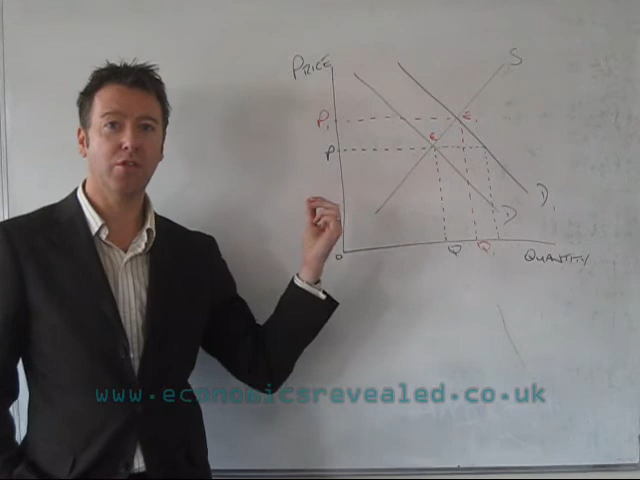 PRICE
S
P1
E1
P
E
D
D1
O
Q
Q1
QUANTITY
www.economicsrevealed.co.uk